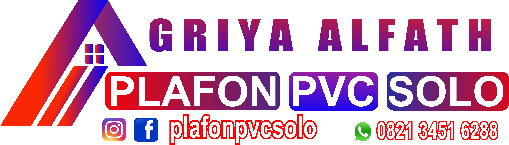 GRIYA ALFATH
PLAFON PVC SOLO
plafonpvcsolo 0821 3451 6288